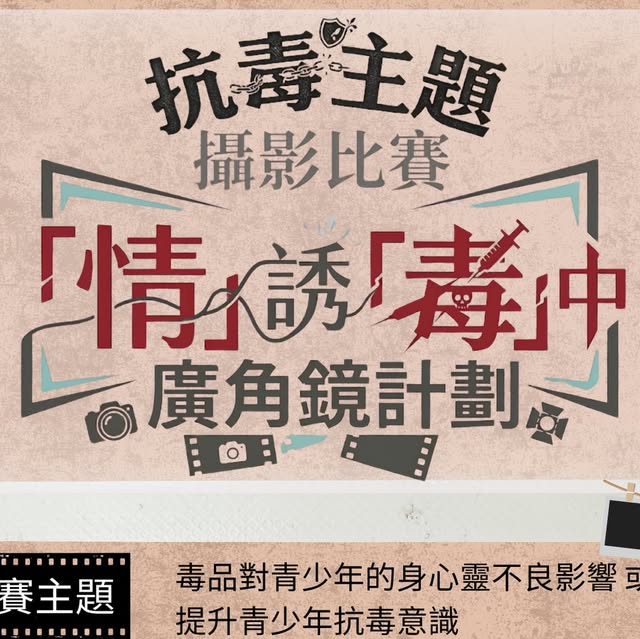 抗毒主題
攝影比賽
「情」誘「毒」中
廣角鏡計劃
賽主題
毒品對青少年的身心靈不良影響 或
提升青少年抗毒意識